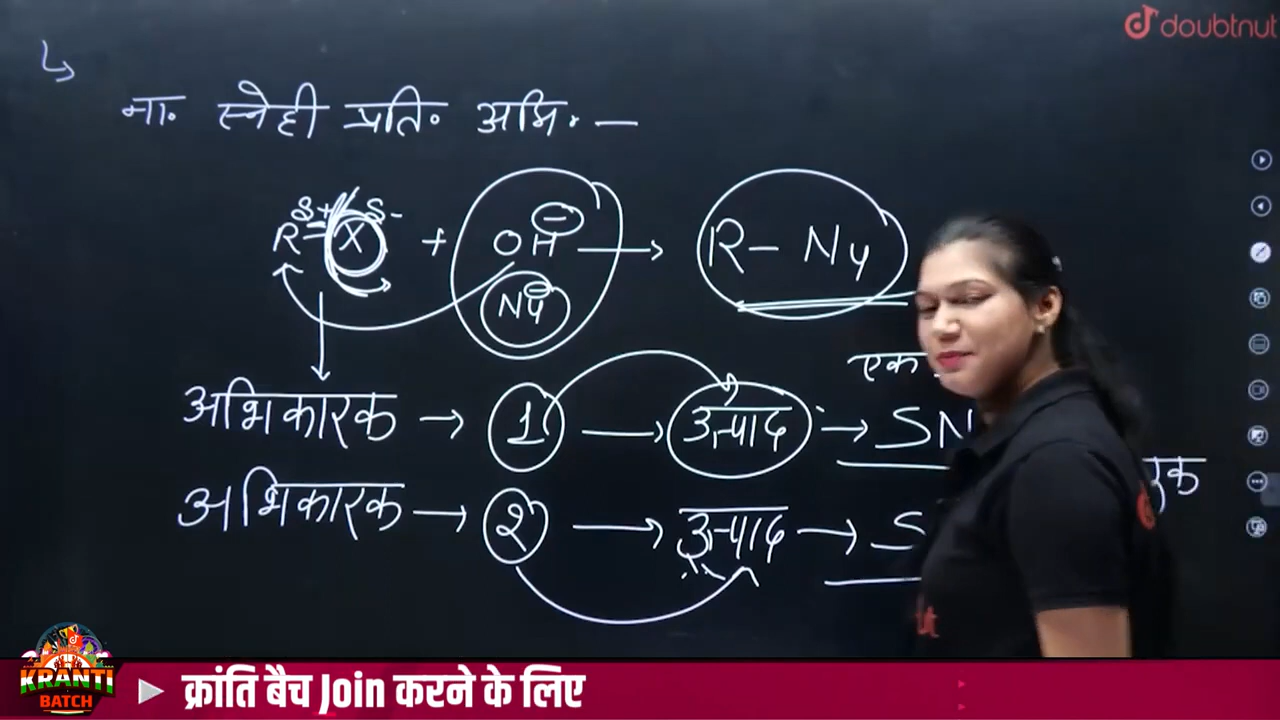 doubtnut
ना. स्नेही प्रति॰ अभि. —
R – X + OH → R – Nu
δ+ δ-
Nu
एक
अभिकारक → 1 → उत्पाद → SN
अभिकारक → २ → उत्पाद → S
KRANTI
BATCH
क्रांति बैच Join करने के लिए